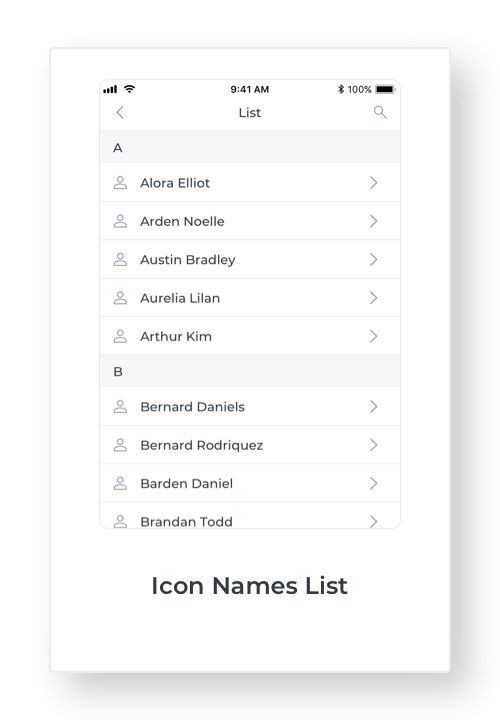 9:41 AM 100%
List
A
Alora Elliot
Arden Noelle
Austin Bradley
Aurelia Lilan
Arthur Kim
B
Bernard Daniels
Bernard Rodriquez
Barden Daniel
Brandan Todd
Icon Names List